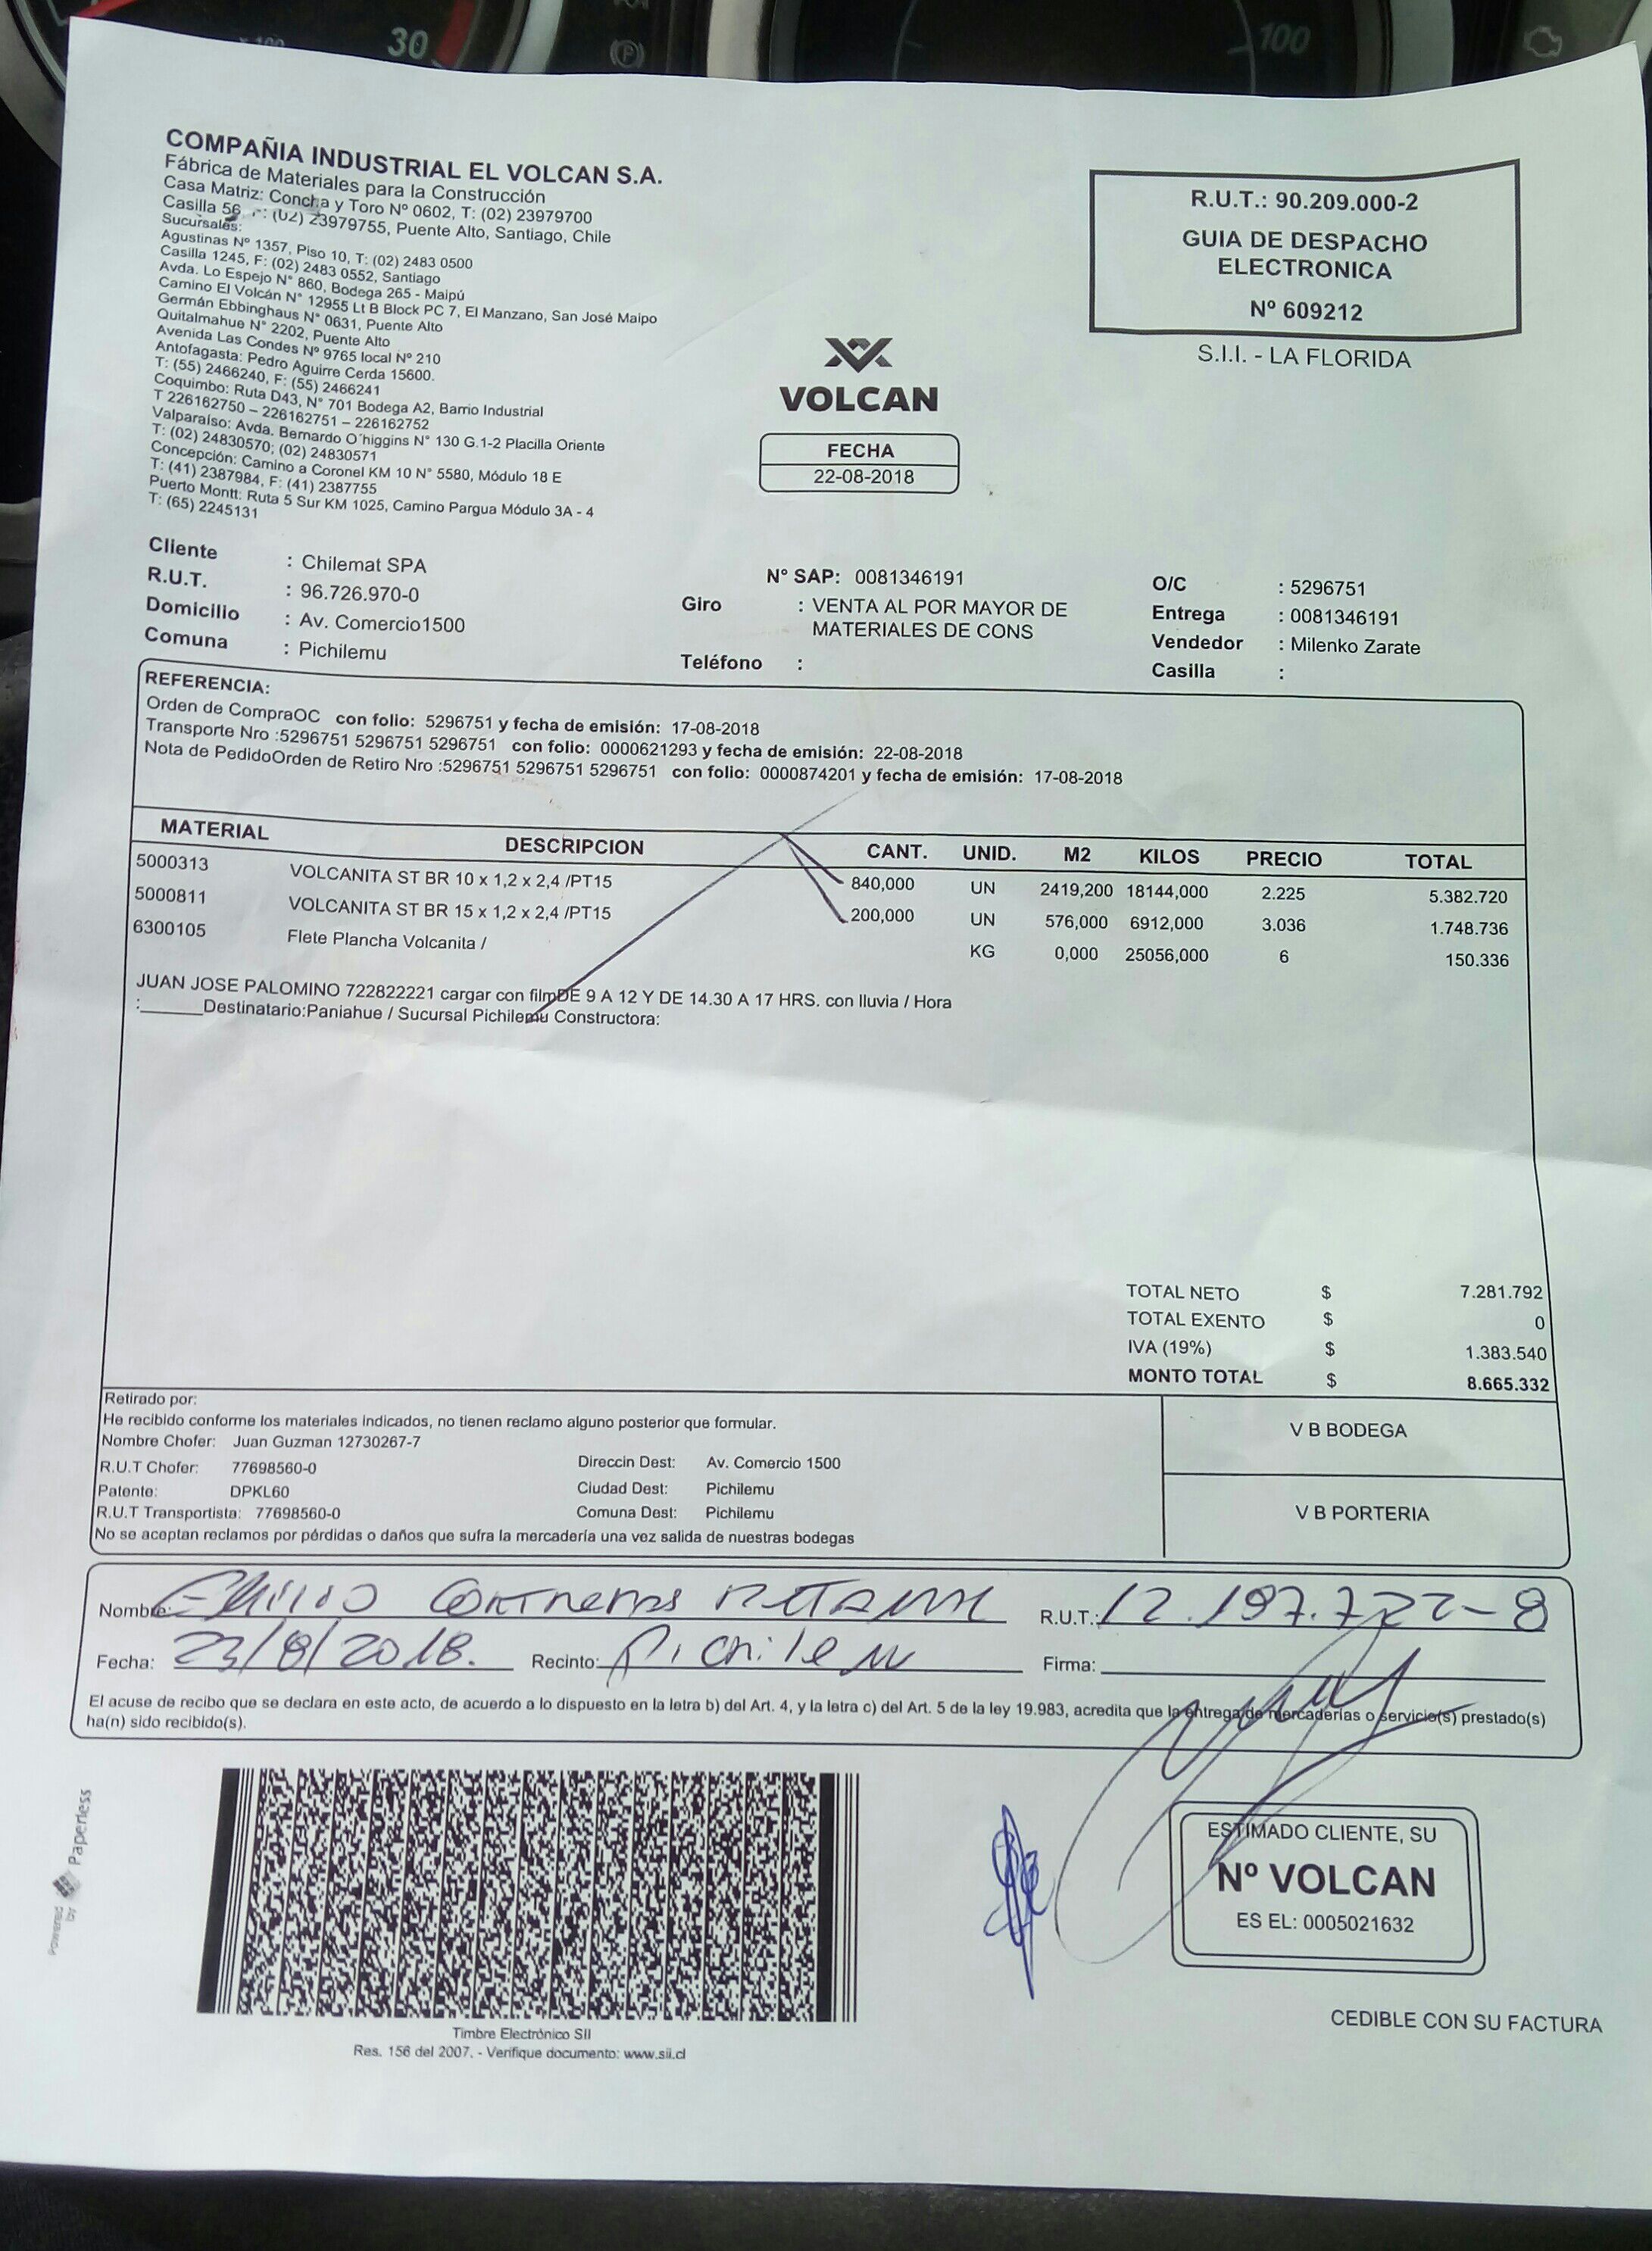 30
100
COMPAÑIA INDUSTRIAL EL VOLCAN S.A.
Fábrica de Materiales para la Construcción
Casa Matriz: Concha y Toro Nº 0602, T: (02) 23979700
Casilla 56 F: (02) 23979755, Puente Alto, Santiago, Chile
Sucursales:
Agustinas Nº 1357, Piso 10, T: (02) 2483 0500
Casilla 1245, F: (02) 2483 0552, Santiago
Avda. Lo Espejo N° 860, Bodega 265 - Maipú
Camino El Volcán N° 12955 Lt B Block PC 7, El Manzano, San José Maipo
Germán Ebbinghaus N° 0631, Puente Alto
Quitalmahue N° 2202, Puente Alto
Avenida Las Condes Nº 9765 local Nº 210
Antofagasta: Pedro Aguirre Cerda 15600.
T: (55) 2466240, F: (55) 2466241
Coquimbo: Ruta D43, N° 701 Bodega A2, Barrio Industrial
T 226162750 – 226162751 – 226162752
Valparaíso: Avda. Bernardo O´higgins N° 130 G.1-2 Placilla Oriente
T: (02) 24830570; (02) 24830571
Concepción: Camino a Coronel KM 10 N° 5580, Módulo 18 E
T: (41) 2387984, F: (41) 2387755
Puerto Montt: Ruta 5 Sur KM 1025, Camino Pargua Módulo 3A - 4
T: (65) 2245131
R.U.T.: 90.209.000-2
GUIA DE DESPACHO
ELECTRONICA
Nº 609212
S.I.I. - LA FLORIDA
VOLCAN
FECHA
22-08-2018
Cliente : Chilemat SPA
R.U.T. : 96.726.970-0
Domicilio : Av. Comercio1500
Comuna : Pichilemu
N° SAP: 0081346191
Giro : VENTA AL POR MAYOR DE
MATERIALES DE CONS
Teléfono :
O/C : 5296751
Entrega : 0081346191
Vendedor : Milenko Zarate
Casilla :
REFERENCIA:
Orden de CompraOC con folio: 5296751 y fecha de emisión: 17-08-2018
Transporte Nro :5296751 5296751 5296751 con folio: 0000621293 y fecha de emisión: 22-08-2018
Nota de PedidoOrden de Retiro Nro :5296751 5296751 5296751 con folio: 0000874201 y fecha de emisión: 17-08-2018
MATERIAL DESCRIPCION CANT. UNID. M2 KILOS PRECIO TOTAL
5000313 VOLCANITA ST BR 10 x 1,2 x 2,4 /PT15 840,000 UN 2419,200 18144,000 2.225 5.382.720
5000811 VOLCANITA ST BR 15 x 1,2 x 2,4 /PT15 200,000 UN 576,000 6912,000 3.036 1.748.736
6300105 Flete Plancha Volcanita / KG 0,000 25056,000 6 150.336
JUAN JOSE PALOMINO 722822221 cargar con filmDE 9 A 12 Y DE 14.30 A 17 HRS. con lluvia / Hora
:______Destinatario:Paniahue / Sucursal Pichilemu Constructora:
TOTAL NETO $ 7.281.792
TOTAL EXENTO $ 0
IVA (19%) $ 1.383.540
MONTO TOTAL $ 8.665.332
Retirado por:
He recibido conforme los materiales indicados, no tienen reclamo alguno posterior que formular.
Nombre Chofer: Juan Guzman 12730267-7
R.U.T Chofer: 77698560-0 Direccin Dest: Av. Comercio 1500
Patente: DPKL60 Ciudad Dest: Pichilemu
R.U.T Transportista: 77698560-0 Comuna Dest: Pichilemu
No se aceptan reclamos por pérdidas o daños que sufra la mercadería una vez salida de nuestras bodegas
V B BODEGA
V B PORTERIA
Nombre: Contreras R.U.T.: 12.197.722-8
Fecha: 23/8/2018. Recinto: Pichilem Firma:
El acuse de recibo que se declara en este acto, de acuerdo a lo dispuesto en la letra b) del Art. 4, y la letra c) del Art. 5 de la ley 19.983, acredita que la entrega de mercaderías o servicio(s) prestado(s)
ha(n) sido recibido(s).
Powered by Paperless
Timbre Electrónico SII
Res. 156 del 2007. - Verifique documento: www.sii.cl
ESTIMADO CLIENTE, SU
Nº VOLCAN
ES EL: 0005021632
CEDIBLE CON SU FACTURA